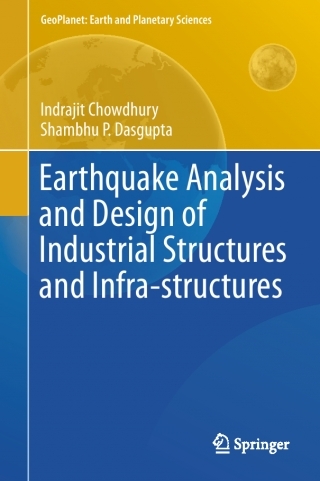 GeoPlanet: Earth and Planetary Sciences
Indrajit Chowdhury
Shambhu P. Dasgupta
Earthquake Analysis
and Design of
Industrial Structures
and Infra-structures
Springer